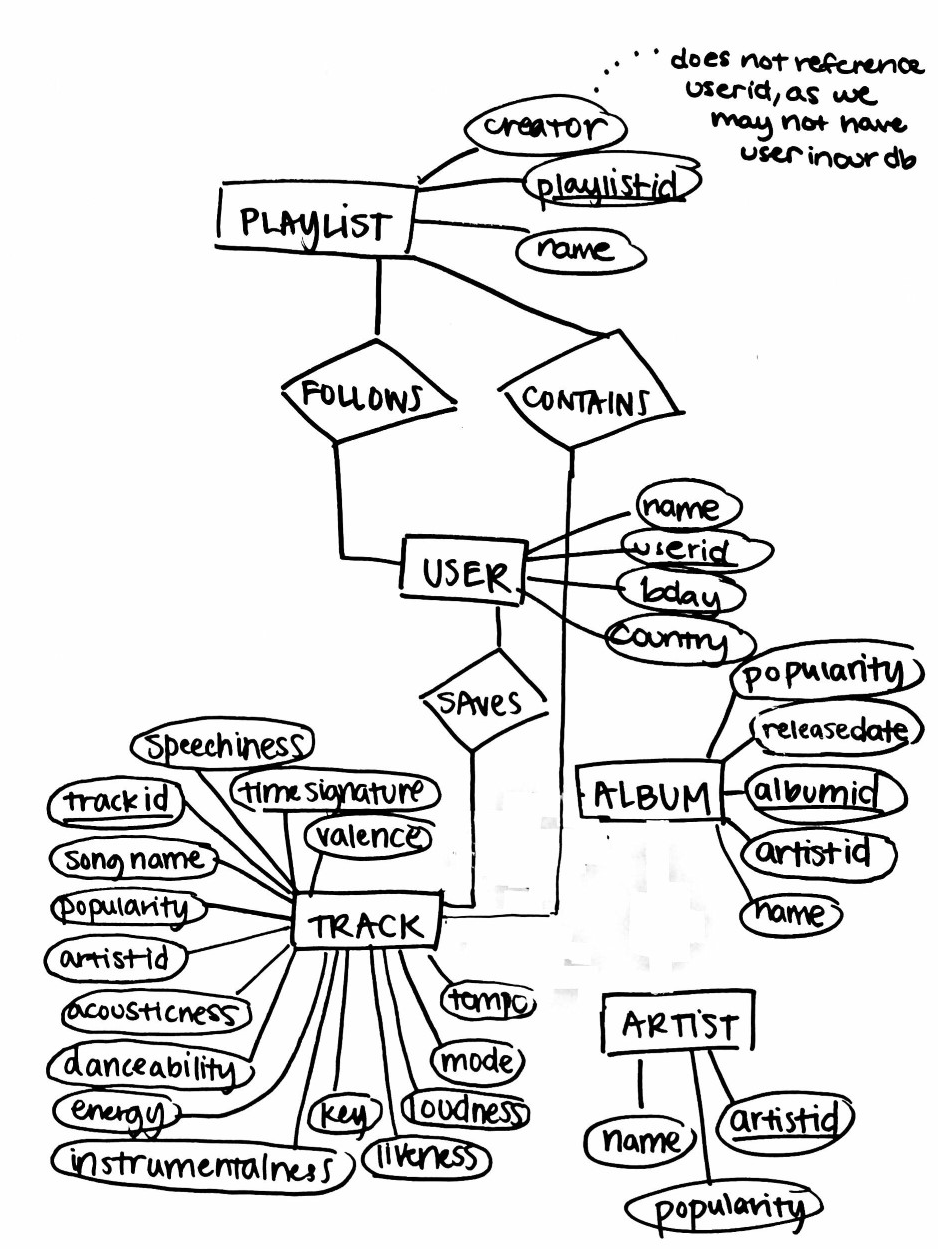 does not reference
userid, as we
may not have
user in our db
creator
playlistid
PLAYLIST
name
FOLLOWS
CONTAINS
name
userid
USER
bday
country
popularity
SAVES
releasedate
speechiness
timesignature
ALBUM
albumid
trackid
valence
artistid
song name
popularity
name
TRACK
artistid
tempo
acousticness
ARTIST
mode
danceability
energy
key
loudness
artistid
name
instrumentalness
liveness
popularity